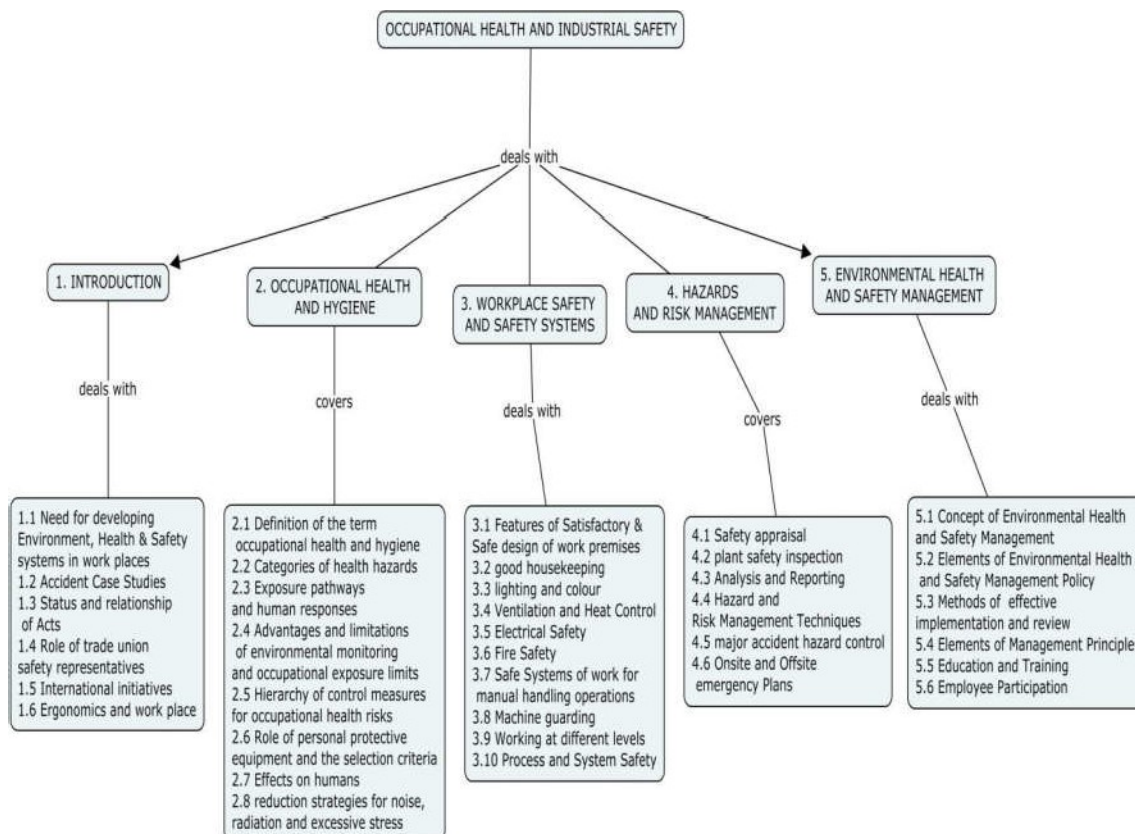 OCCUPATIONAL HEALTH AND INDUSTRIAL SAFETY
deals with
1. INTRODUCTION
2. OCCUPATIONAL HEALTH
AND HYGIENE
3. WORKPLACE SAFETY
AND SAFETY SYSTEMS
4. HAZARDS
AND RISK MANAGEMENT
5. ENVIRONMENTAL HEALTH
AND SAFETY MANAGEMENT
deals with
covers
deals with
covers
deals with
1.1 Need for developing
Environment, Health & Safety
systems in work places
1.2 Accident Case Studies
1.3 Status and relationship
of Acts
1.4 Role of trade union
safety representatives
1.5 International initiatives
1.6 Ergonomics and work place
2.1 Definition of the term
occupational health and hygiene
2.2 Categories of health hazards
2.3 Exposure pathways
and human responses
2.4 Advantages and limitations
of environmental monitoring
and occupational exposure limits
2.5 Hierarchy of control measures
for occupational health risks
2.6 Role of personal protective
equipment and the selection criteria
2.7 Effects on humans
2.8 reduction strategies for noise,
radiation and excessive stress
3.1 Features of Satisfactory &
Safe design of work premises
3.2 good housekeeping
3.3 lighting and colour
3.4 Ventilation and Heat Control
3.5 Electrical Safety
3.6 Fire Safety
3.7 Safe Systems of work for
manual handling operations
3.8 Machine guarding
3.9 Working at different levels
3.10 Process and System Safety
4.1 Safety appraisal
4.2 plant safety inspection
4.3 Analysis and Reporting
4.4 Hazard and
Risk Management Techniques
4.5 major accident hazard control
4.6 Onsite and Offsite
emergency Plans
5.1 Concept of Environmental Health
and Safety Management
5.2 Elements of Environmental Health
and Safety Management Policy
5.3 Methods of effective
implementation and review
5.4 Elements of Management Principle
5.5 Education and Training
5.6 Employee Participation